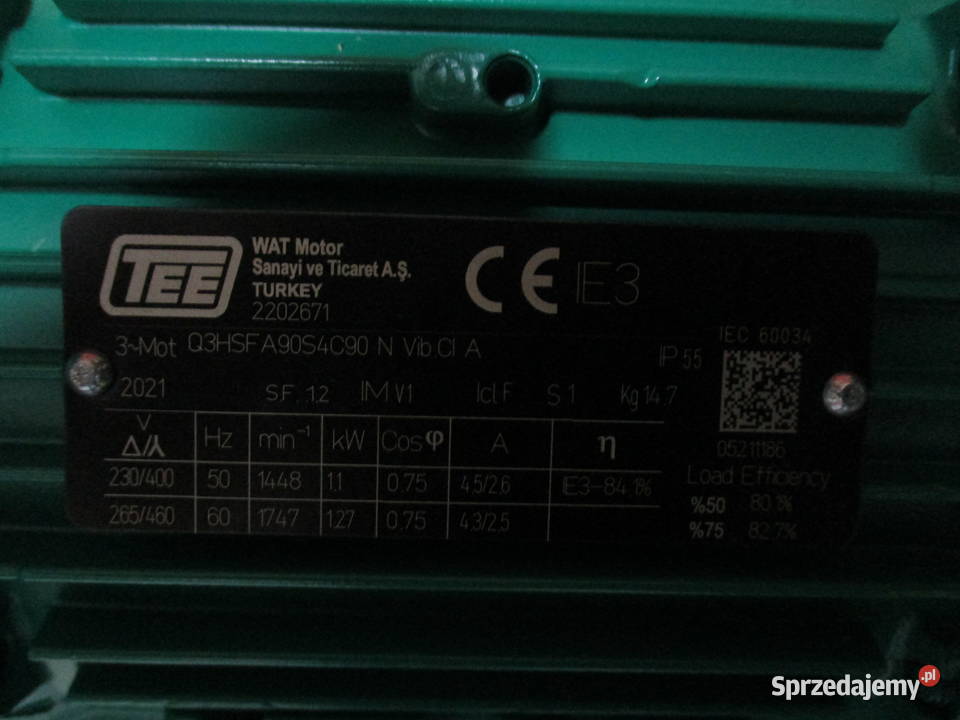 TEE
WAT Motor
Sanayi ve Ticaret A.Ş.
TURKEY
2202671
CE IE3
3~Mot Q3HSFA90S4C90 N Vib.Cl A
IP 55
IEC 60034
2021 S.F. 1.2 IM V1 Icl F S 1 Kg 14.7
05211186
V Δ/⅄ Hz min⁻¹ kW Cosφ A η
230/400 50 1448 1.1 0.75 4.5/2.6 IE3-84.1%
265/460 60 1747 1.27 0.75 4.3/2.5
Load Efficiency
%50 80.1%
%75 82.7%
Sprzedajemy.pl